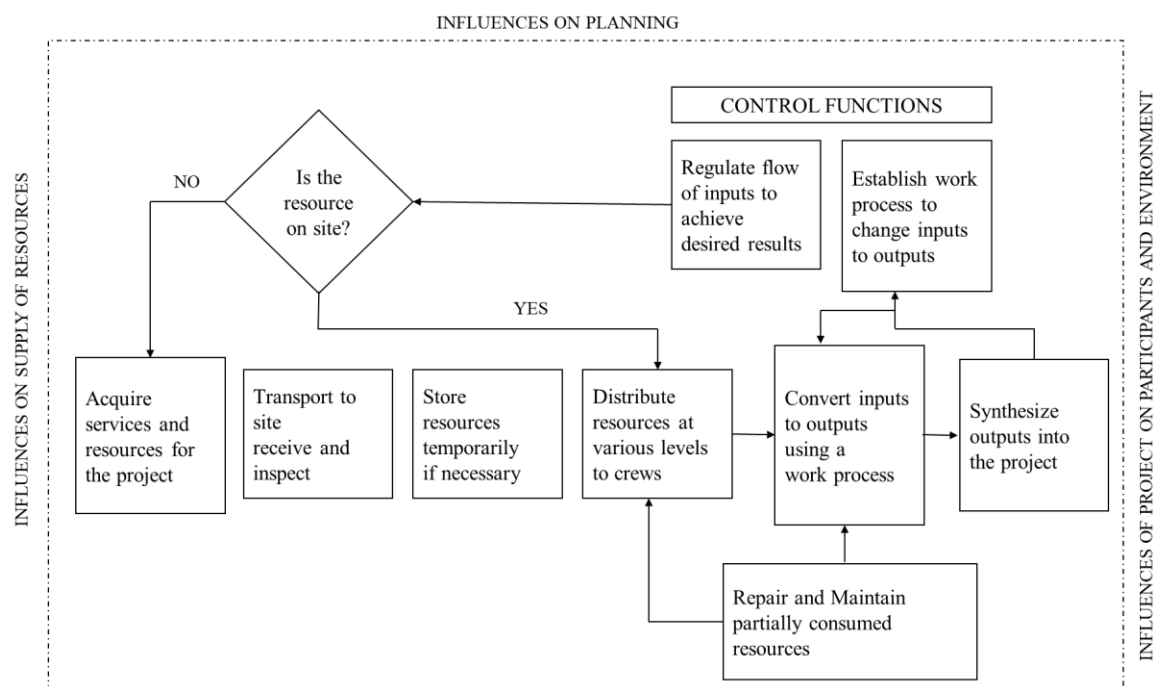 INFLUENCES ON PLANNING
INFLUENCES ON SUPPLY OF RESOURCES
CONTROL FUNCTIONS
Is the
resource
on site?
NO
YES
Regulate flow
of inputs to
achieve
desired results
Establish work
process to
change inputs
to outputs
Acquire
services and
resources for
the project
Transport to
site
receive and
inspect
Store
resources
temporarily
if necessary
Distribute
resources at
various levels
to crews
Convert inputs
to outputs
using a
work process
Synthesize
outputs into
the project
Repair and Maintain
partially consumed
resources
INFLUENCES OF PROJECT ON PARTICIPANTS AND ENVIRONMENT